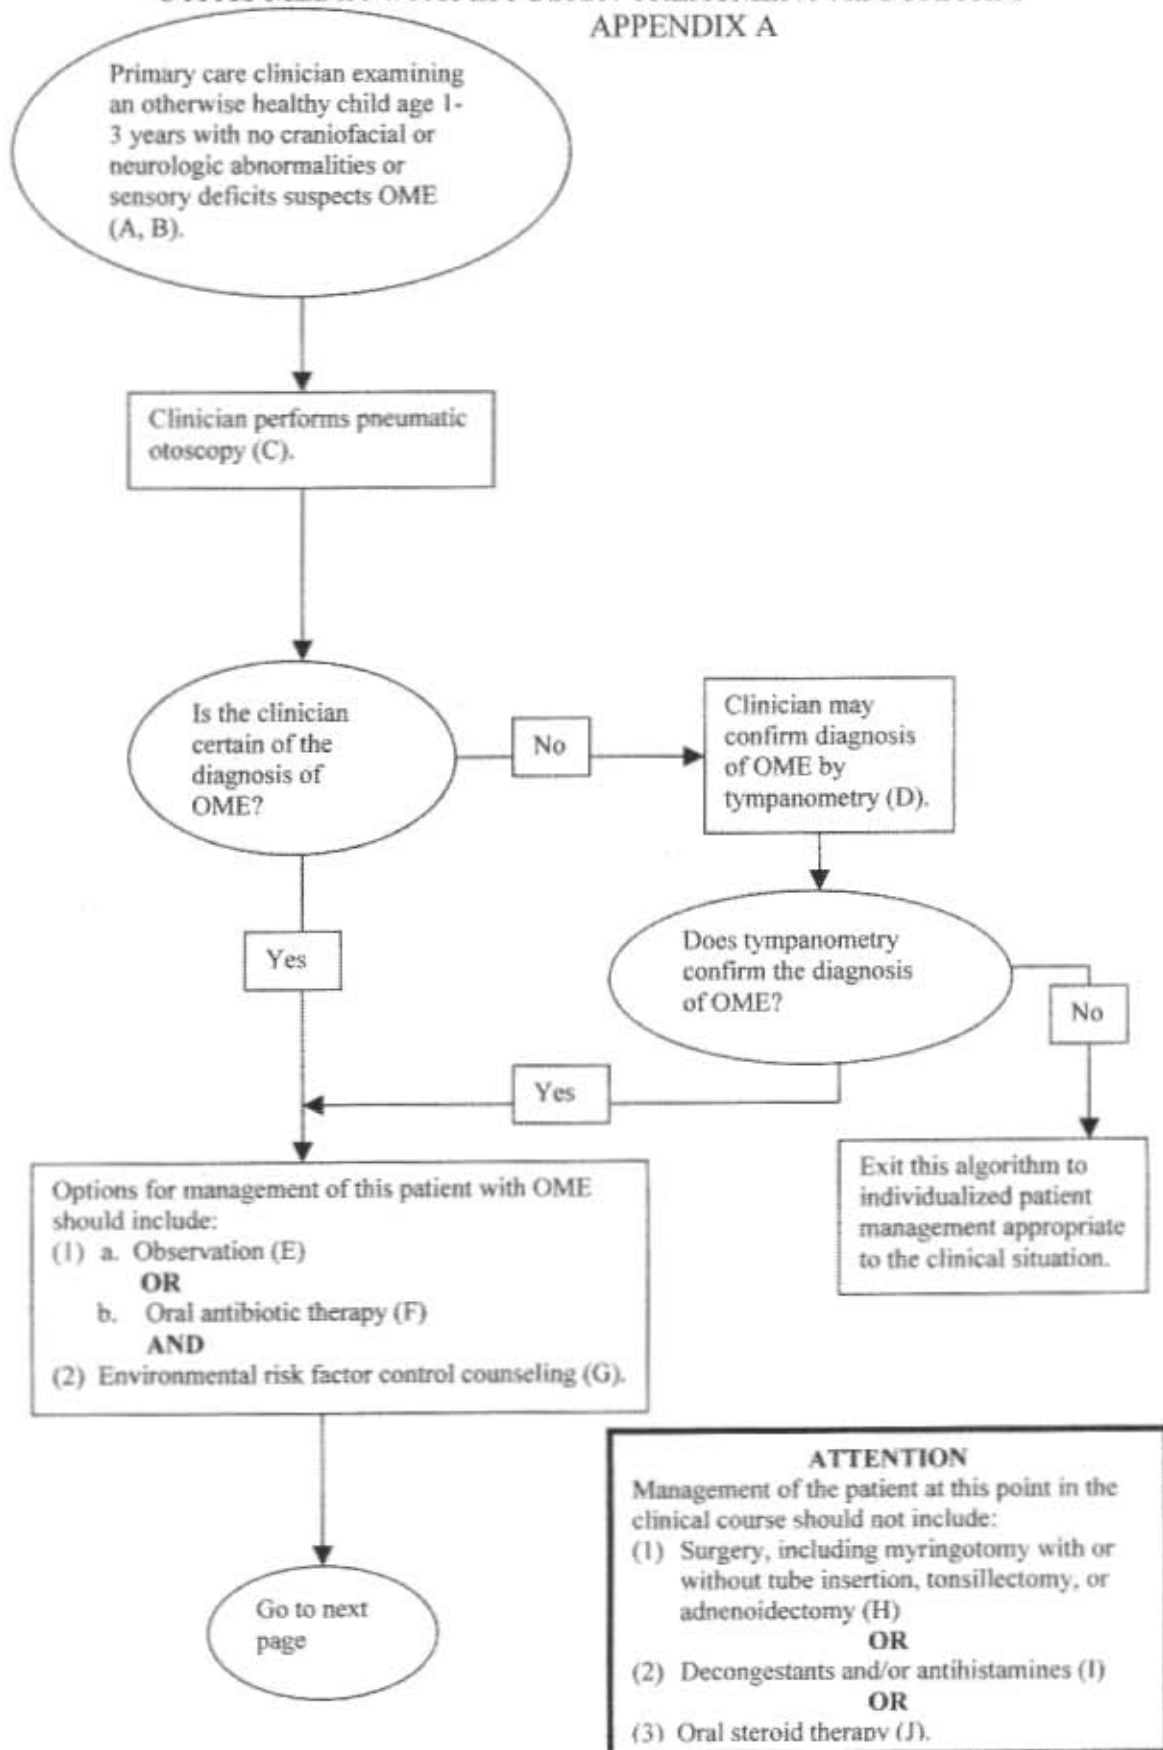 APPENDIX A
Primary care clinician examining
an otherwise healthy child age 1-
3 years with no craniofacial or
neurologic abnormalities or
sensory deficits suspects OME
(A, B).
Clinician performs pneumatic
otoscopy (C).
Is the clinician
certain of the
diagnosis of
OME?
No
Clinician may
confirm diagnosis
of OME by
tympanometry (D).
Yes
Does tympanometry
confirm the diagnosis
of OME?
No
Yes
Exit this algorithm to
individualized patient
management appropriate
to the clinical situation.
Options for management of this patient with OME
should include:
(1) a. Observation (E)
OR
b. Oral antibiotic therapy (F)
AND
(2) Environmental risk factor control counseling (G).
Go to next
page
ATTENTION
Management of the patient at this point in the
clinical course should not include:
(1) Surgery, including myringotomy with or
without tube insertion, tonsillectomy, or
adnenoidectomy (H)
OR
(2) Decongestants and/or antihistamines (I)
OR
(3) Oral steroid therapy (J).